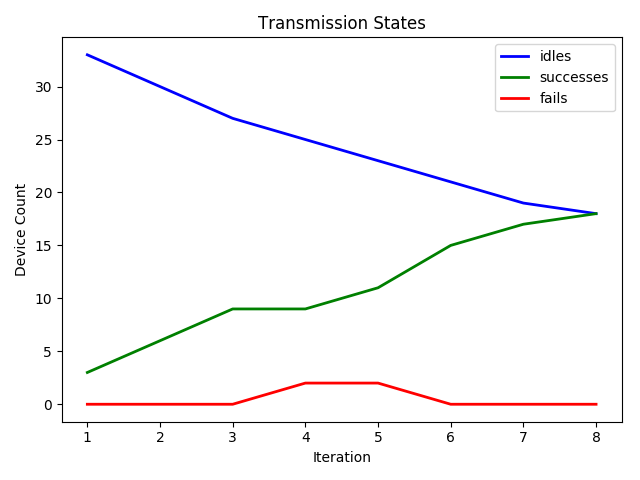 Transmission States
idles
successes
fails
Device Count
30
25
20
15
10
5
0
1 2 3 4 5 6 7 8
Iteration